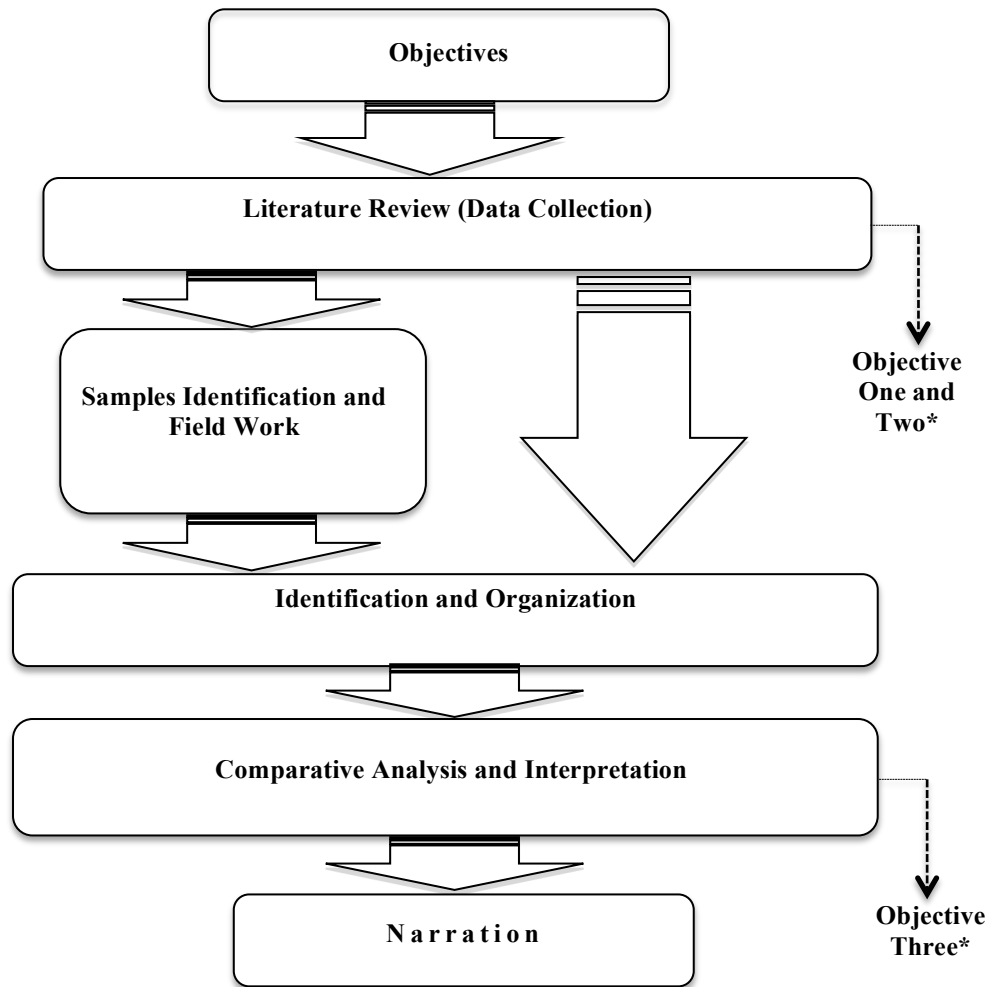 Objectives
Literature Review (Data Collection)
Objective
One and
Two*
Samples Identification and
Field Work
Identification and Organization
Comparative Analysis and Interpretation
Objective
Three*
Narration